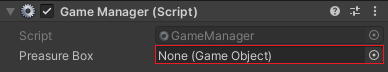 Game Manager (Script)
Script GameManager
Preasure Box None (Game Object)